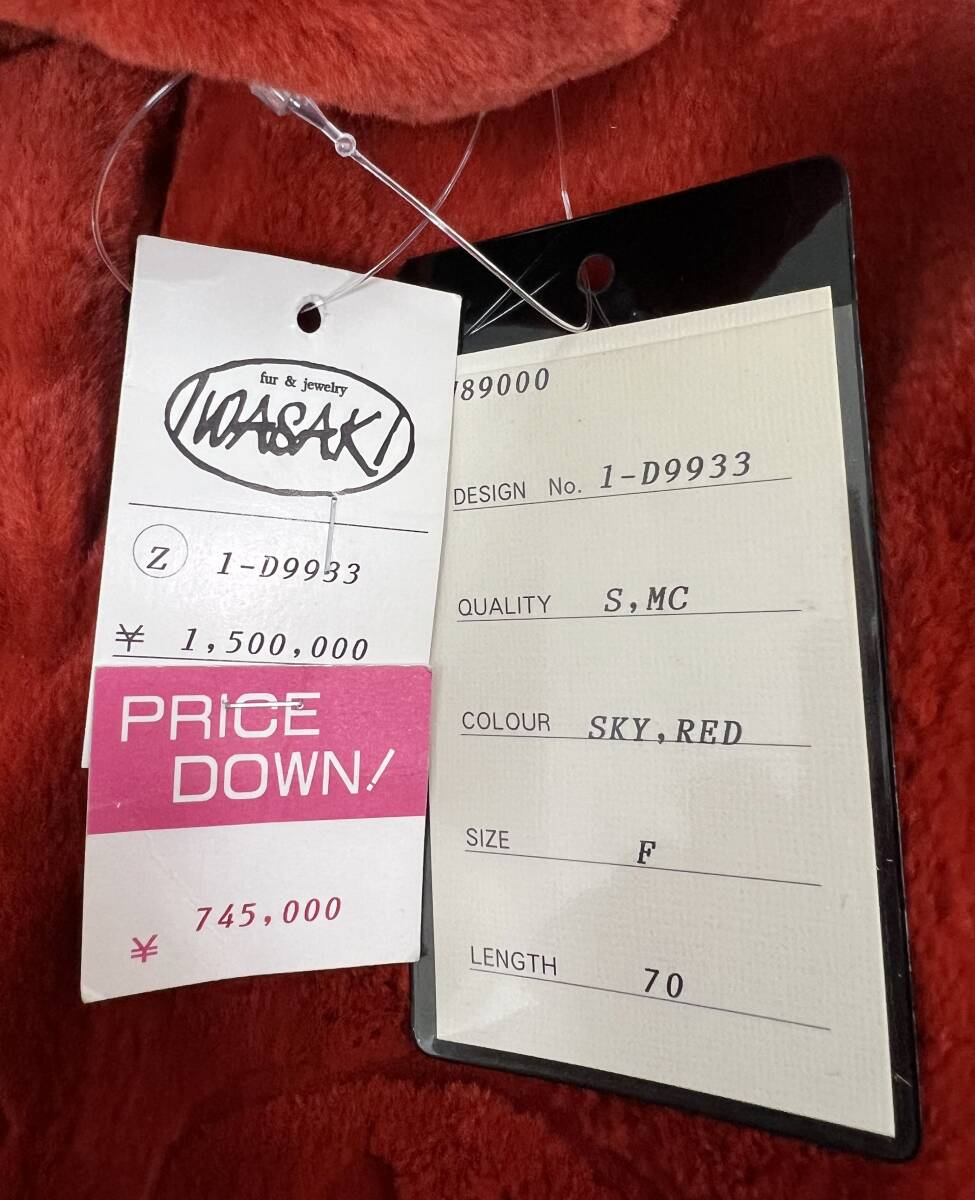 fur & jewelry
IWASAKI
Z 1-D9933
¥ 1,500,000
PRICE
DOWN!
745,000
¥
89000
DESIGN No. 1-D9933
QUALITY S,MC
COLOUR SKY,RED
SIZE F
LENGTH 70